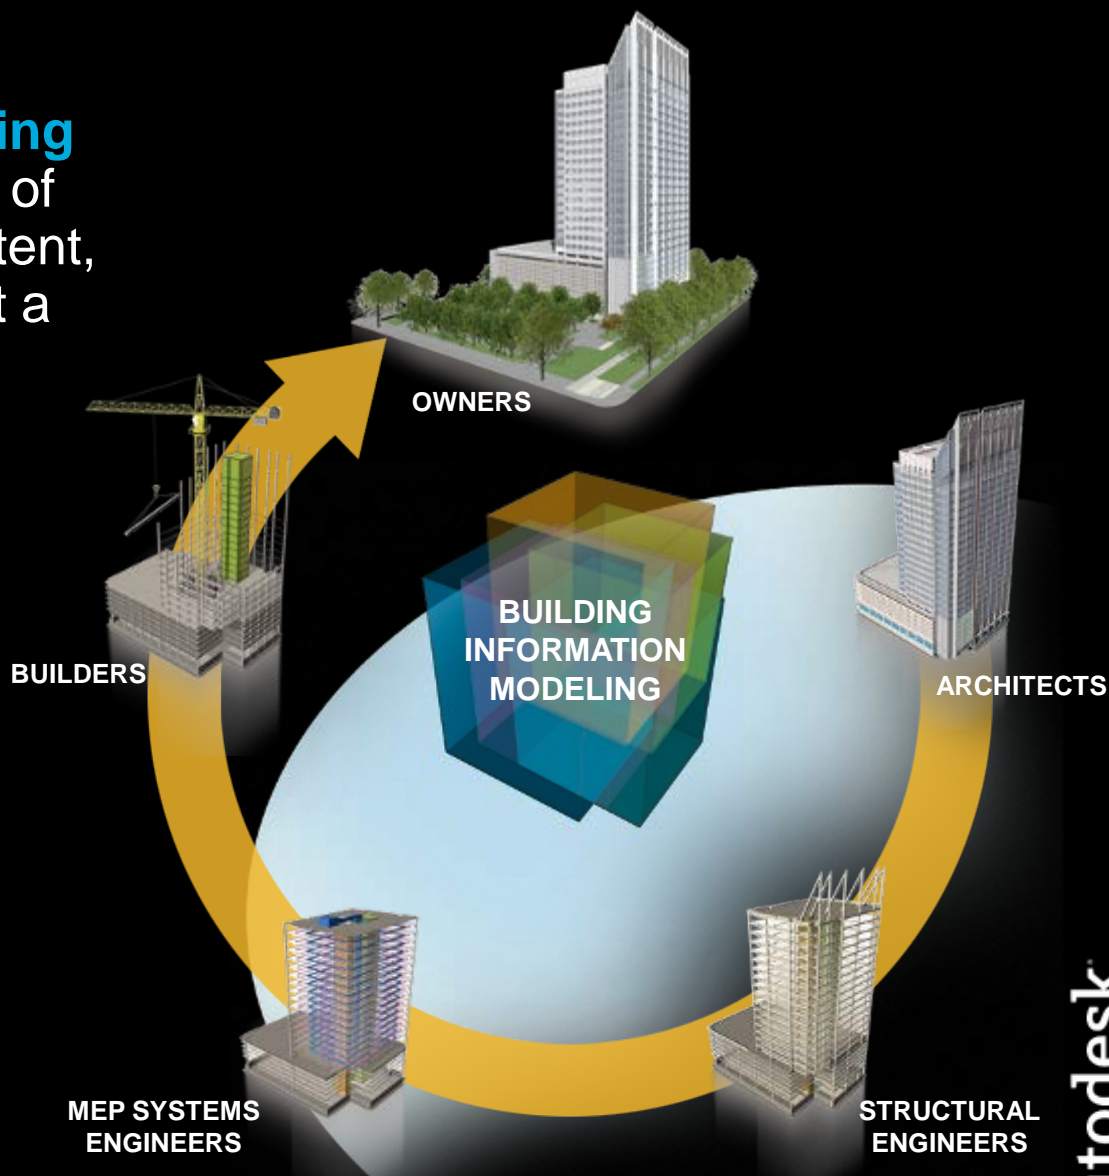 ing
of
tent,
t a
OWNERS
BUILDERS
BUILDING
INFORMATION
MODELING
ARCHITECTS
MEP SYSTEMS
ENGINEERS
STRUCTURAL
ENGINEERS
todesk